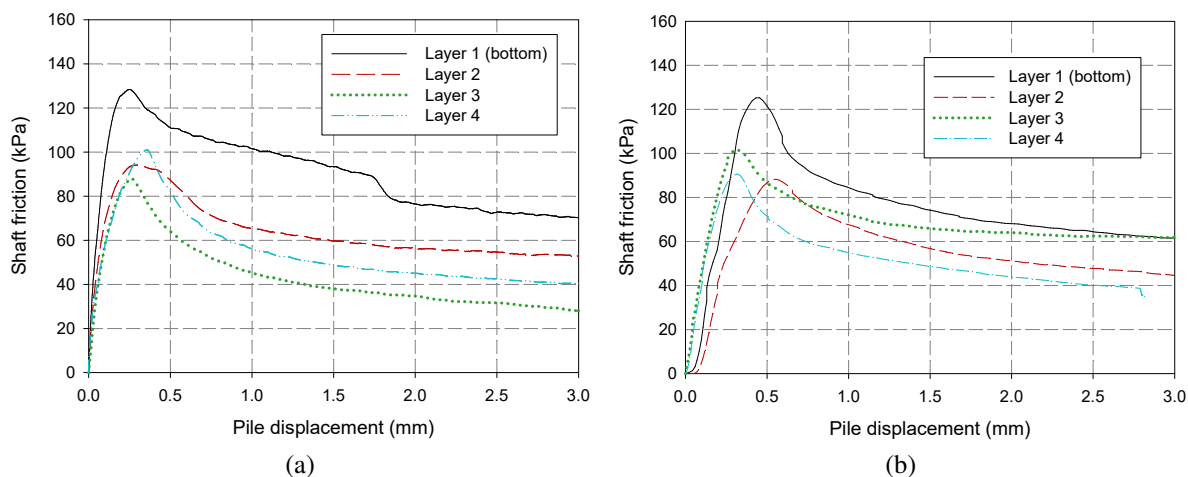 160
140
120
100
80
60
40
20
0
Shaft friction (kPa)
Layer 1 (bottom)
Layer 2
Layer 3
Layer 4
0.0 0.5 1.0 1.5 2.0 2.5 3.0
Pile displacement (mm)
(a)
160
140
120
100
80
60
40
20
0
Shaft friction (kPa)
Layer 1 (bottom)
Layer 2
Layer 3
Layer 4
0.0 0.5 1.0 1.5 2.0 2.5 3.0
Pile displacement (mm)
(b)